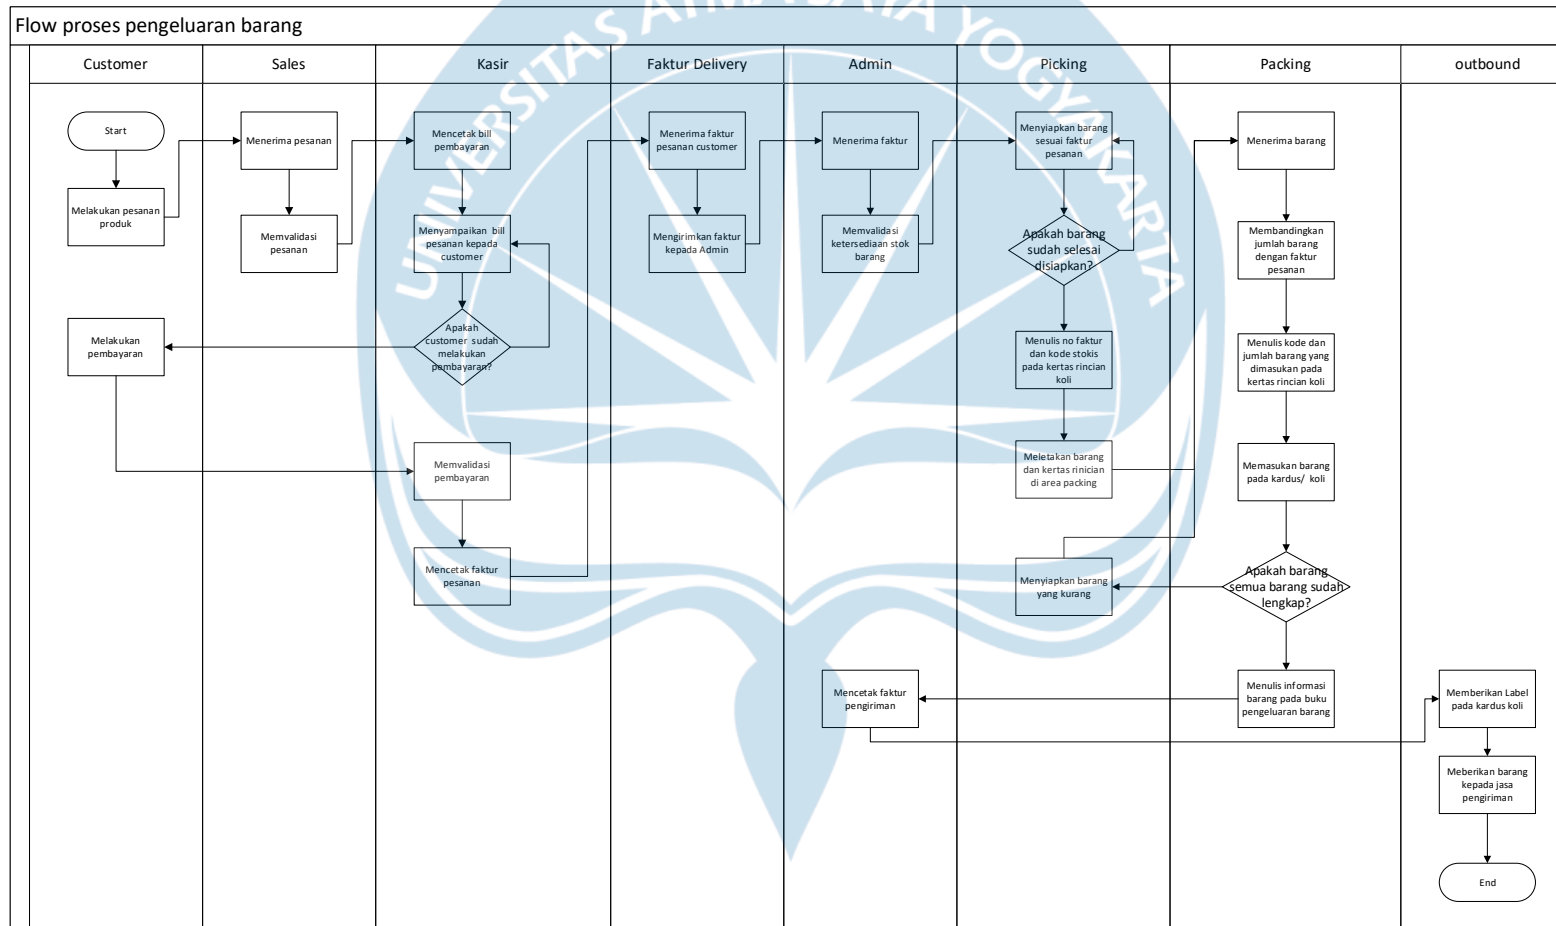 Flow proses pengeluaran barang
Customer
Sales
Kasir
Faktur Delivery
Admin
Picking
Packing
outbound
UNIVERSITAS ATMA JAYA YOGYAKARTA
Start
Melakukan pesanan
produk
Melakukan
pembayaran
Menerima pesanan
Memvalidasi
pesanan
Mencetak bill
pembayaran
Menyampaikan bill
pesanan kepada
customer
Apakah
customer sudah
melakukan
pembayaran?
Memvalidasi
pembayaran
Mencetak faktur
pesanan
Menerima faktur
pesanan customer
Mengirimkan faktur
kepada Admin
Menerima faktur
Memvalidasi
ketersediaan stok
barang
Mencetak faktur
pengiriman
Menyiapkan barang
sesuai faktur
pesanan
Apakah barang
sudah selesai
disiapkan?
Menulis no faktur
dan kode stokis
pada kertas rincian
koli
Meletakan barang
dan kertas rinician
di area packing
Menyiapkan barang
yang kurang
Menerima barang
Membandingkan
jumlah barang
dengan faktur
pesanan
Menulis kode dan
jumlah barang yang
dimasukan pada
kertas rincian koli
Memasukan barang
pada kardus/ koli
Apakah barang
semua barang sudah
lengkap?
Menulis informasi
barang pada buku
pengeluaran barang
Memberikan Label
pada kardus koli
Meberikan barang
kepada jasa
pengiriman
End